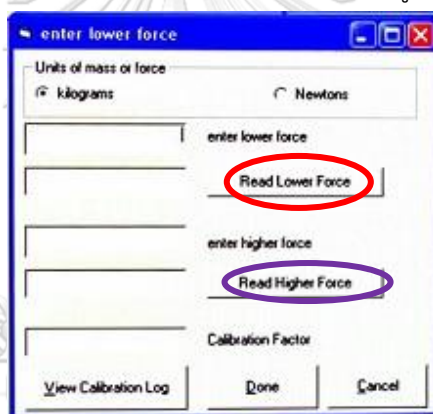 enter lower force
Units of mass or force
kilograms Newtons
enter lower force
Read Lower Force
enter higher force
Read Higher Force
Calibration Factor
View Calibration Log Done Cancel